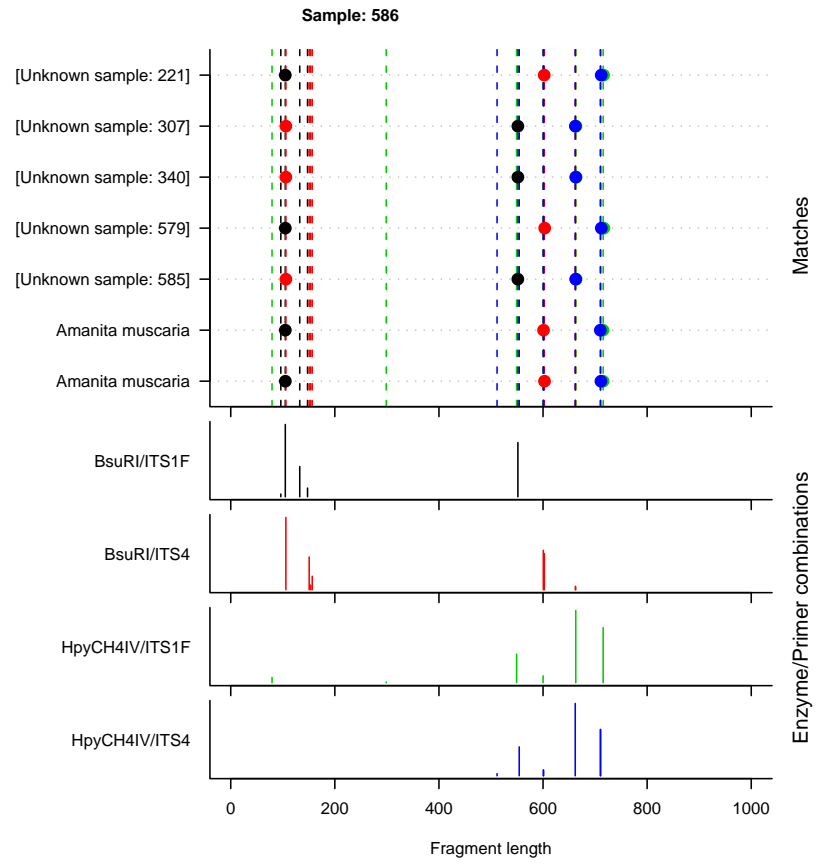 Sample: 586
[Unknown sample: 221]
[Unknown sample: 307]
[Unknown sample: 340]
[Unknown sample: 579]
[Unknown sample: 585]
Amanita muscaria
Amanita muscaria
Matches
BsuRI/ITS1F
BsuRI/ITS4
HpyCH4IV/ITS1F
HpyCH4IV/ITS4
Enzyme/Primer combinations
0 200 400 600 800 1000
Fragment length